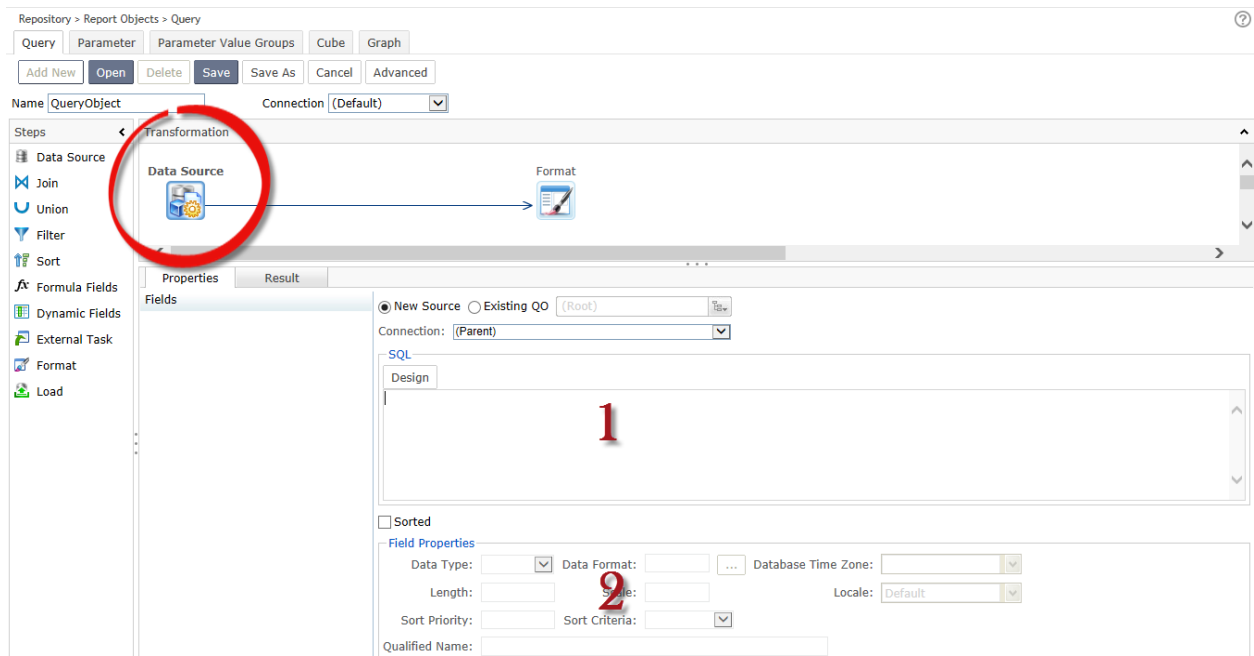 Repository > Report Objects > Query
Query Parameter Parameter Value Groups Cube Graph
Add New Open Delete Save Save As Cancel Advanced
Name QueryObject Connection (Default)
Steps Transformation
Data Source
Join
Union
Filter
Sort
fx Formula Fields
Dynamic Fields
External Task
Format
Load
Data Source Format
Properties Result
Fields
New Source Existing QO (Root)
Connection: (Parent)
SQL
Design
1
Sorted
Field Properties
Data Type: Data Format: ... Database Time Zone:
Length: Scale: Locale: Default
2
Sort Priority: Sort Criteria:
Qualified Name: